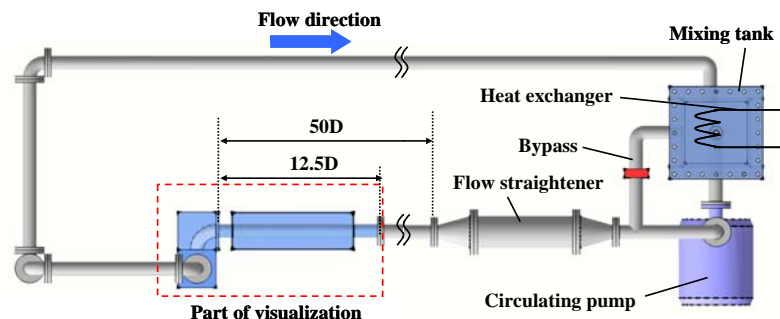 Flow direction
Mixing tank
Heat exchanger
50D
Bypass
12.5D
Flow straightener
Circulating pump
Part of visualization